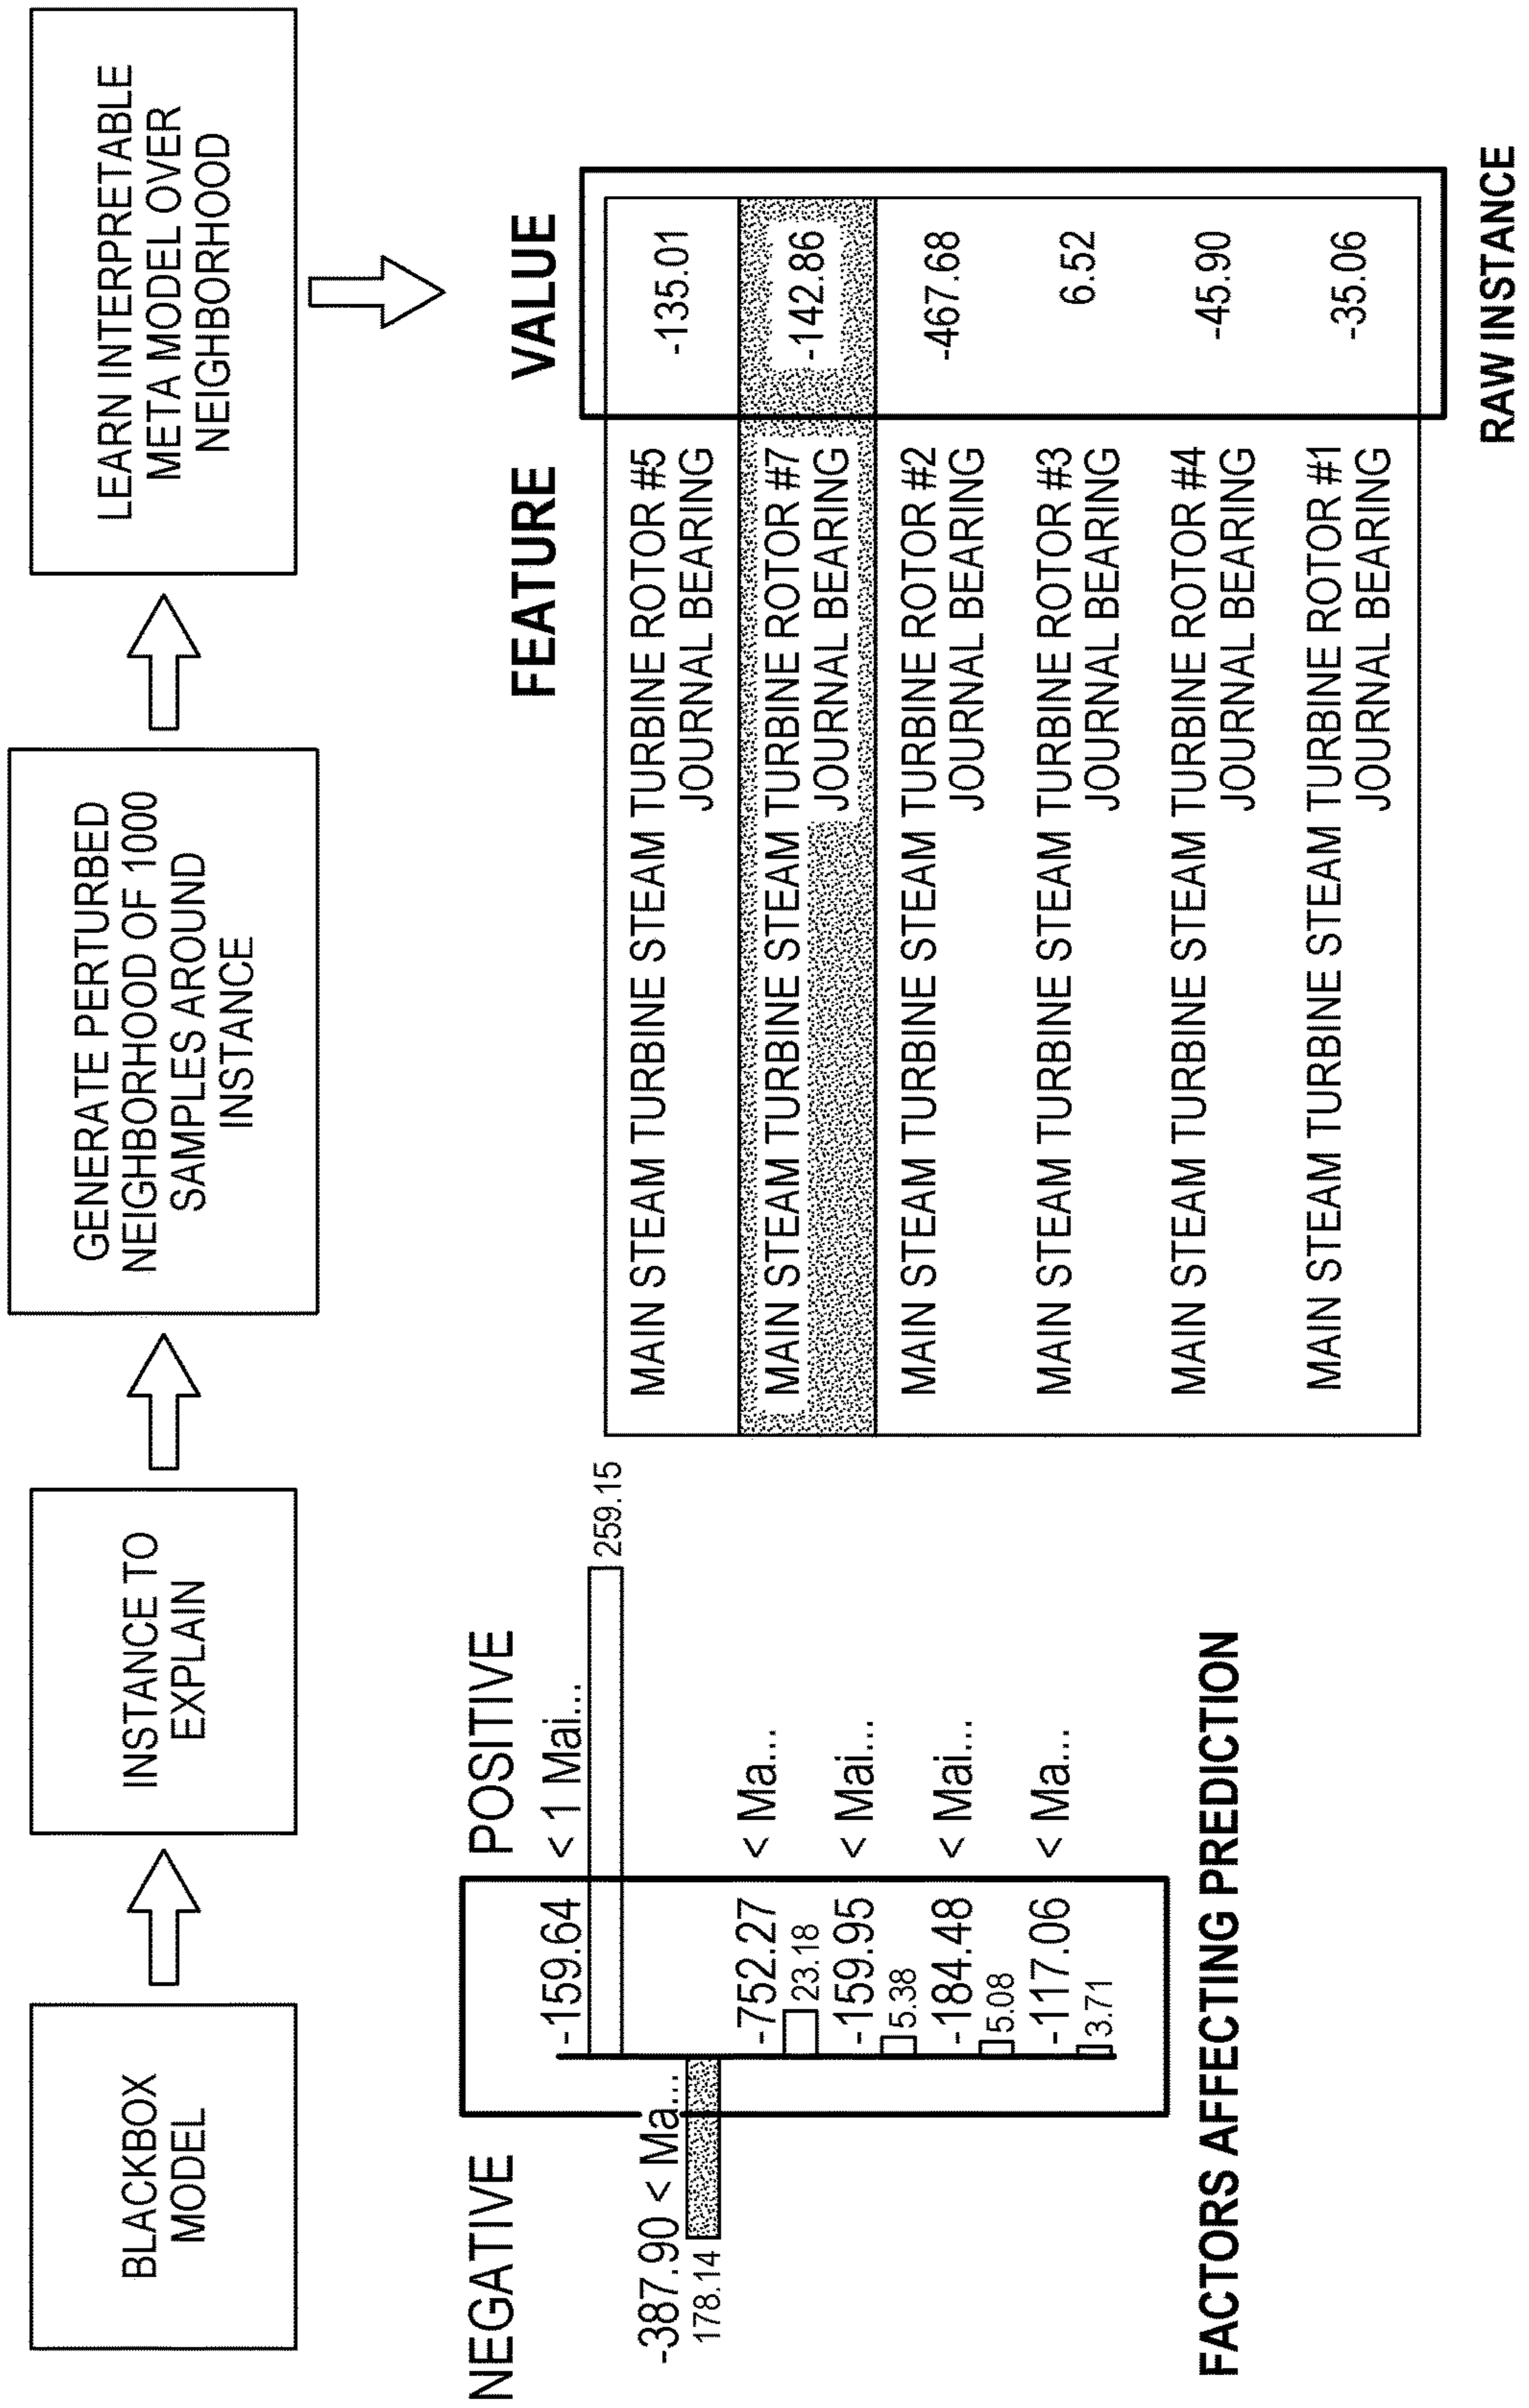 BLACKBOX
MODEL
INSTANCE TO
EXPLAIN
GENERATE PERTURBED
NEIGHBORHOOD OF 1000
SAMPLES AROUND
INSTANCE
LEARN INTERPRETABLE
META MODEL OVER
NEIGHBORHOOD
NEGATIVE POSITIVE
-159.64 < 1 Mai...
259.15
-387.90 < Ma...
178.14
-752.27 < Ma...
23.18
-159.95 < Mai...
5.38
-184.48 < Mai...
5.08
-117.06 < Ma...
3.71
FACTORS AFFECTING PREDICTION
FEATURE VALUE
MAIN STEAM TURBINE STEAM TURBINE ROTOR #5 -135.01
JOURNAL BEARING
MAIN STEAM TURBINE STEAM TURBINE ROTOR #7 -142.86
JOURNAL BEARING
MAIN STEAM TURBINE STEAM TURBINE ROTOR #2 -467.68
JOURNAL BEARING
MAIN STEAM TURBINE STEAM TURBINE ROTOR #3 6.52
JOURNAL BEARING
MAIN STEAM TURBINE STEAM TURBINE ROTOR #4 -45.90
JOURNAL BEARING
MAIN STEAM TURBINE STEAM TURBINE ROTOR #1 -35.06
JOURNAL BEARING
RAW INSTANCE